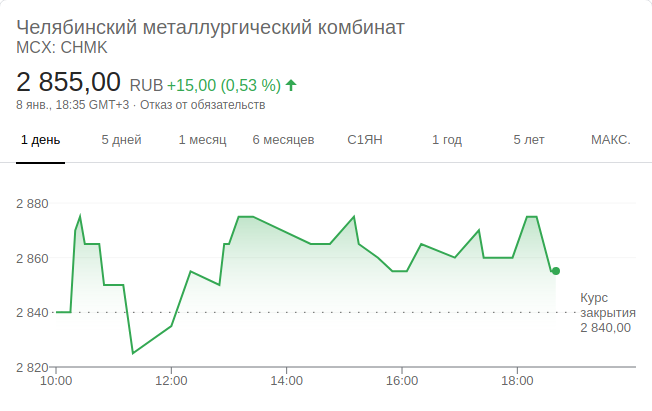 Челябинский металлургический комбинат
MCX: CHMK
2 855,00 RUB +15,00 (0,53 %)
8 янв., 18:35 GMT+3 · Отказ от обязательств
1 день 5 дней 1 месяц 6 месяцев С1ЯН 1 год 5 лет МАКС.
2 880
2 860
Курс
2 840 закрытия
2 840,00
2 820
10:00 12:00 14:00 16:00 18:00